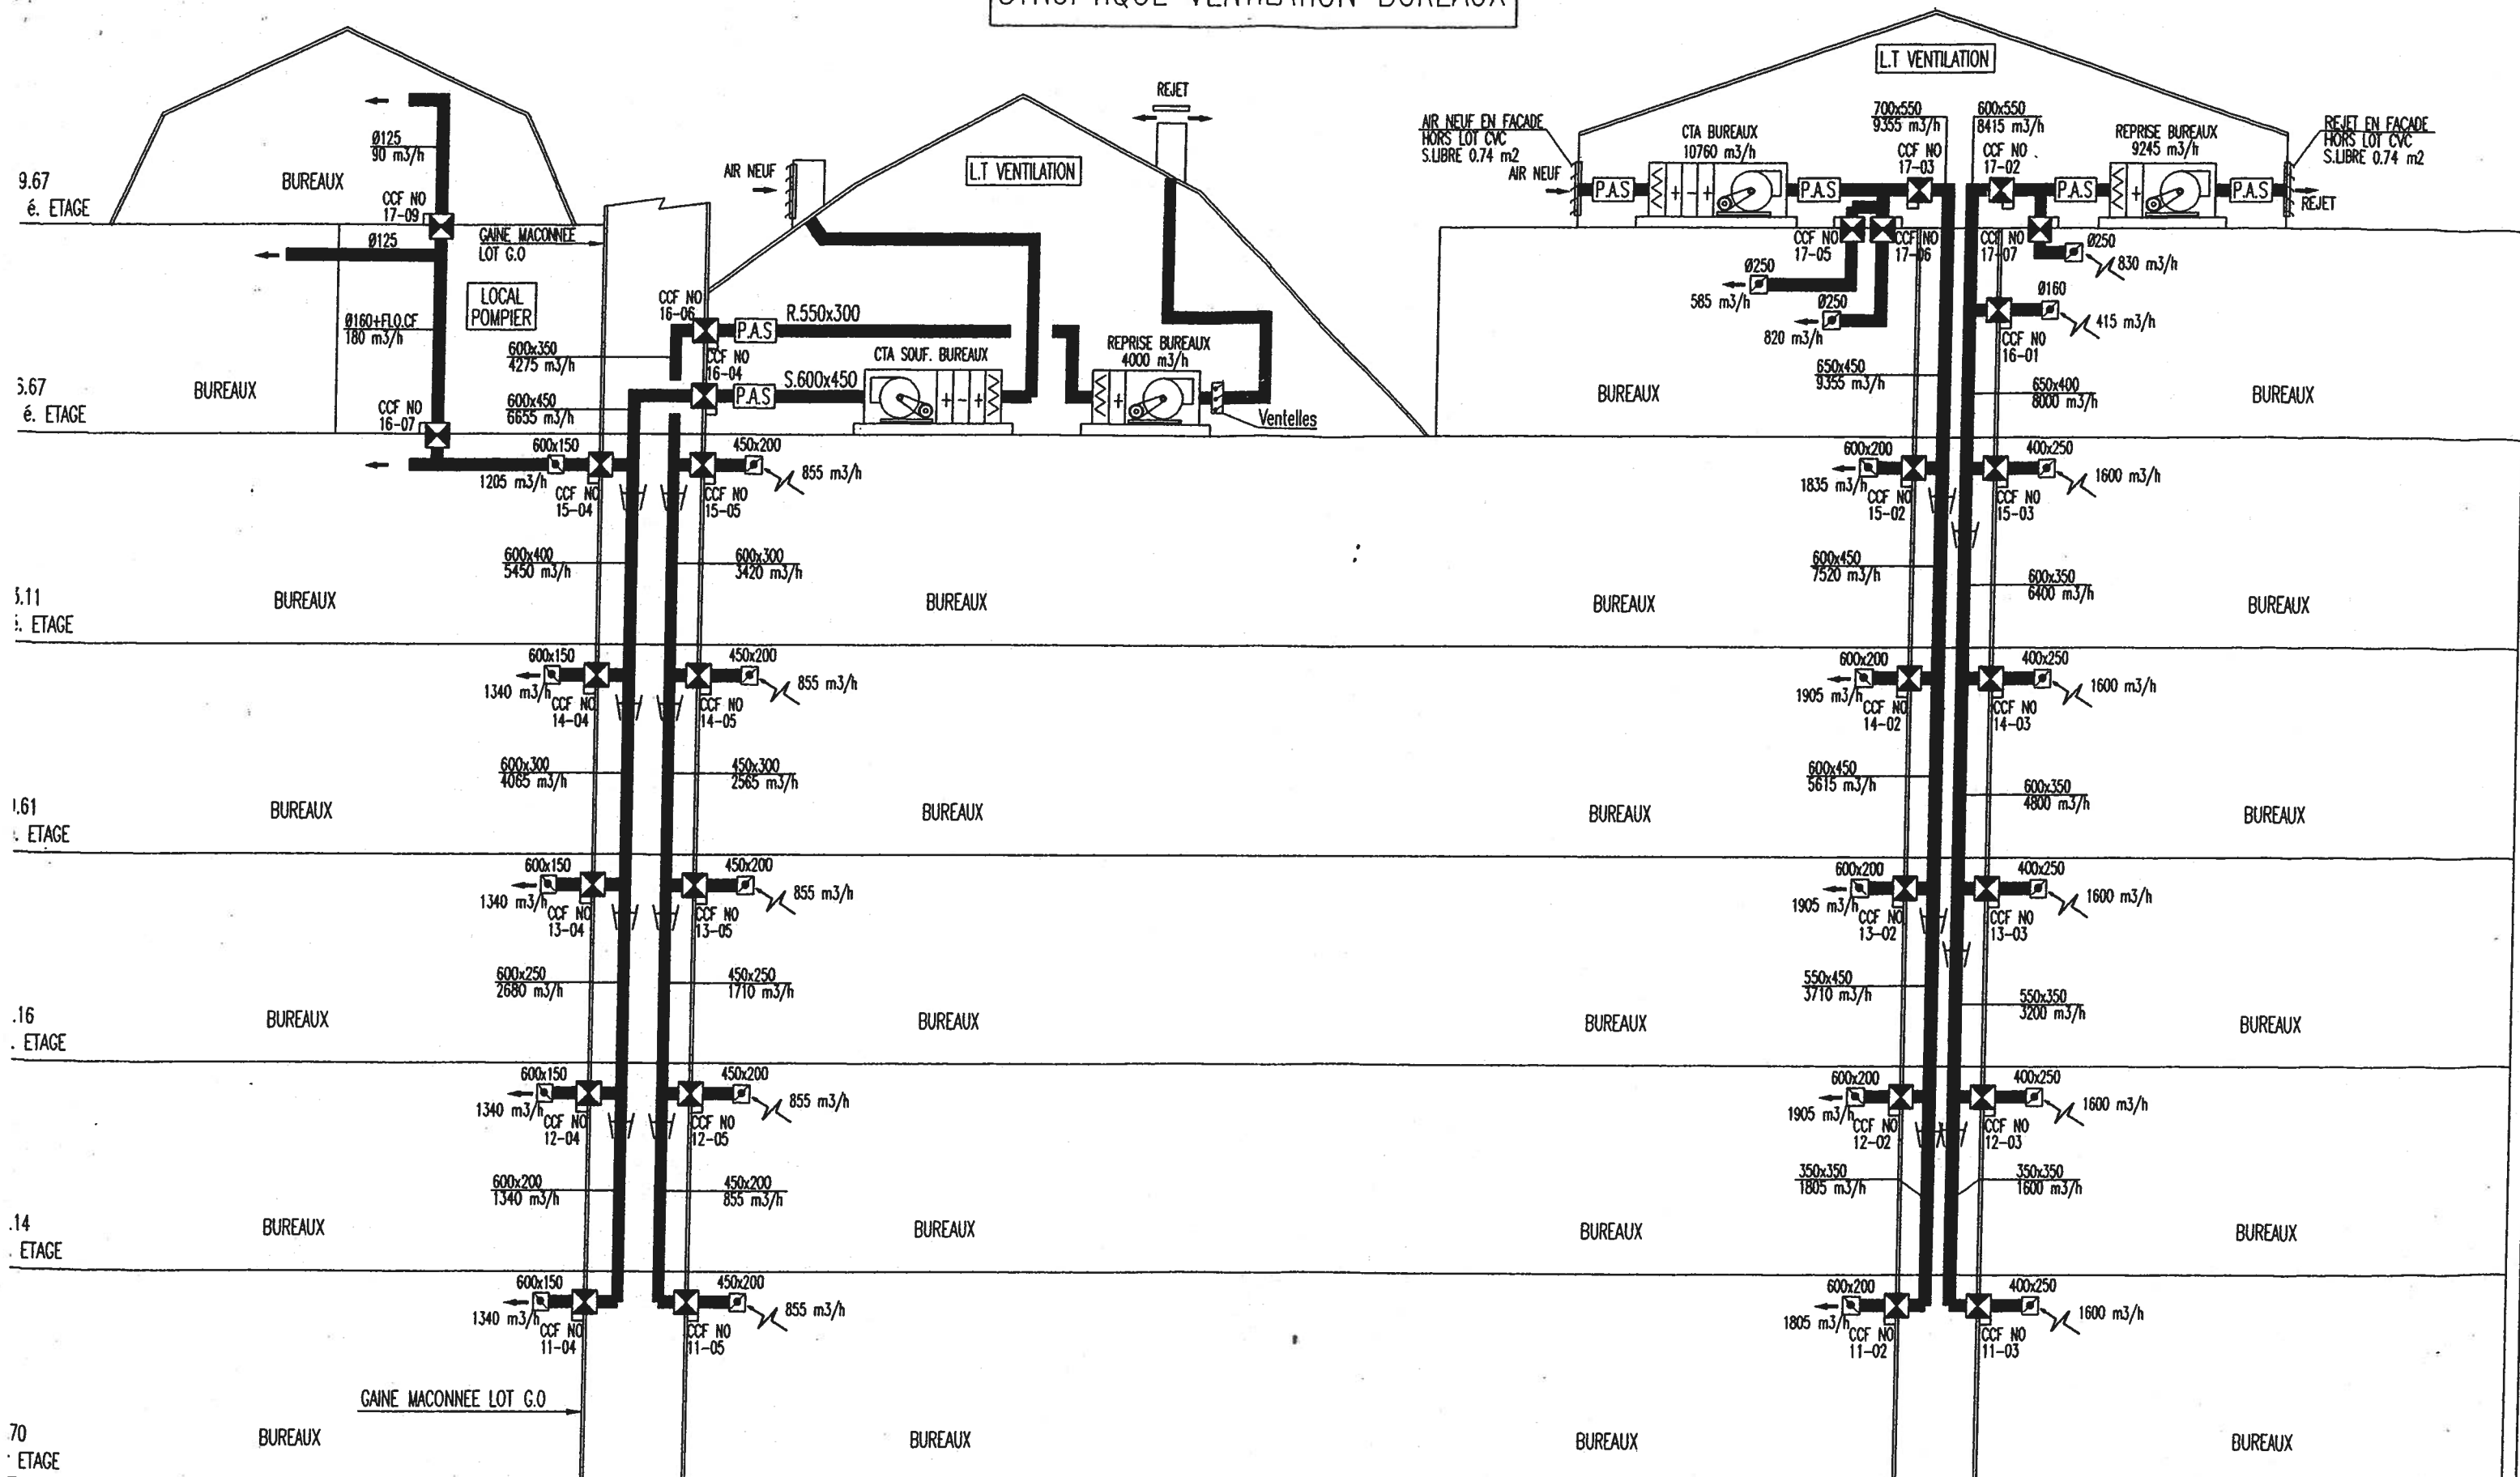 SYNOPTIQUE VENTILATION BUREAUX
L.T VENTILATION
REJET
AIR NEUF
L.T VENTILATION
AIR NEUF EN FACADE
HORS LOT CVC
S.LIBRE 0.74 m2
AIR NEUF
CTA BUREAUX
10760 m3/h
700x550
9355 m3/h
CCF NO
17-03
600x550
8415 m3/h
CCF NO
17-02
REPRISE BUREAUX
9245 m3/h
REJET EN FACADE
HORS LOT CVC
S.LIBRE 0.74 m2
REJET
P.A.S
P.A.S
P.A.S
P.A.S
Ø125
90 m3/h
BUREAUX
9.67
é. ETAGE
CCF NO
17-09
Ø125
GAINE MACONNEE
LOT G.O
LOCAL
POMPIER
Ø160+FLO.CF
180 m3/h
CCF NO
16-06
P.A.S
R.550x300
600x350
4275 m3/h
CCF NO
16-04
P.A.S
S.600x450
CTA SOUF. BUREAUX
REPRISE BUREAUX
4000 m3/h
Ventelles
600x450
6655 m3/h
CCF NO
17-05
CCF NO
17-06
CCF NO
17-07
Ø250
830 m3/h
Ø250
585 m3/h
Ø250
820 m3/h
Ø160
415 m3/h
CCF NO
16-01
650x450
9355 m3/h
650x400
8000 m3/h
BUREAUX
BUREAUX
BUREAUX
6.67
é. ETAGE
CCF NO
16-07
600x150
1205 m3/h
CCF NO
15-04
450x200
855 m3/h
CCF NO
15-05
600x200
1835 m3/h
CCF NO
15-02
400x250
1600 m3/h
CCF NO
15-03
600x400
5450 m3/h
600x300
3420 m3/h
600x450
7520 m3/h
600x350
6400 m3/h
5.11
ETAGE
BUREAUX
BUREAUX
BUREAUX
BUREAUX
600x150
1340 m3/h
CCF NO
14-04
450x200
855 m3/h
CCF NO
14-05
600x200
1905 m3/h
CCF NO
14-02
400x250
1600 m3/h
CCF NO
14-03
600x300
4065 m3/h
450x300
2565 m3/h
600x450
5615 m3/h
600x350
4800 m3/h
.61
. ETAGE
BUREAUX
BUREAUX
BUREAUX
BUREAUX
600x150
1340 m3/h
CCF NO
13-04
450x200
855 m3/h
CCF NO
13-05
600x200
1905 m3/h
CCF NO
13-02
400x250
1600 m3/h
CCF NO
13-03
600x250
2680 m3/h
450x250
1710 m3/h
550x450
3710 m3/h
550x350
3200 m3/h
.16
. ETAGE
BUREAUX
BUREAUX
BUREAUX
BUREAUX
600x150
1340 m3/h
CCF NO
12-04
450x200
855 m3/h
CCF NO
12-05
600x200
1905 m3/h
CCF NO
12-02
400x250
1600 m3/h
CCF NO
12-03
600x200
1340 m3/h
450x200
855 m3/h
350x350
1805 m3/h
350x350
1600 m3/h
.14
. ETAGE
BUREAUX
BUREAUX
BUREAUX
BUREAUX
600x150
1340 m3/h
CCF NO
11-04
450x200
855 m3/h
CCF NO
11-05
600x200
1805 m3/h
CCF NO
11-02
400x250
1600 m3/h
CCF NO
11-03
GAINE MACONNEE LOT G.O
70
ETAGE
BUREAUX
BUREAUX
BUREAUX
BUREAUX